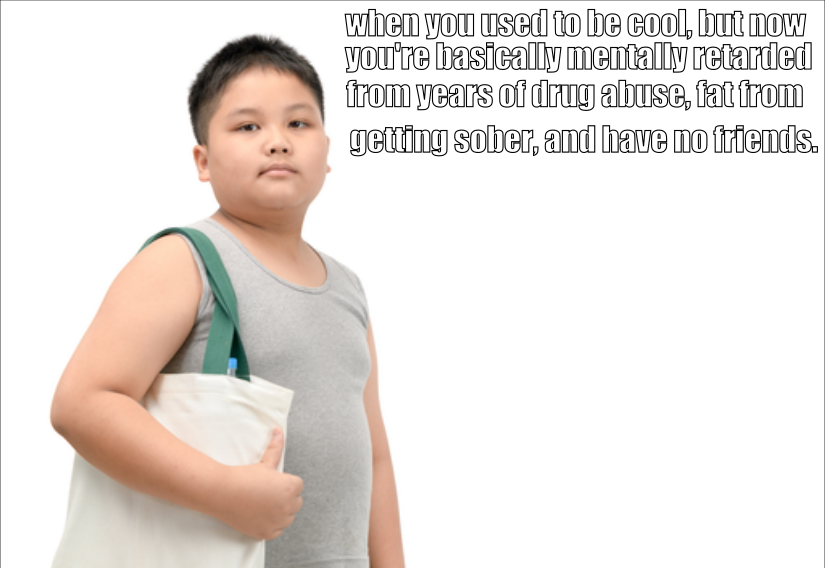 when you used to be cool, but now
you're basically mentally retarded
from years of drug abuse, fat from
getting sober, and have no friends.